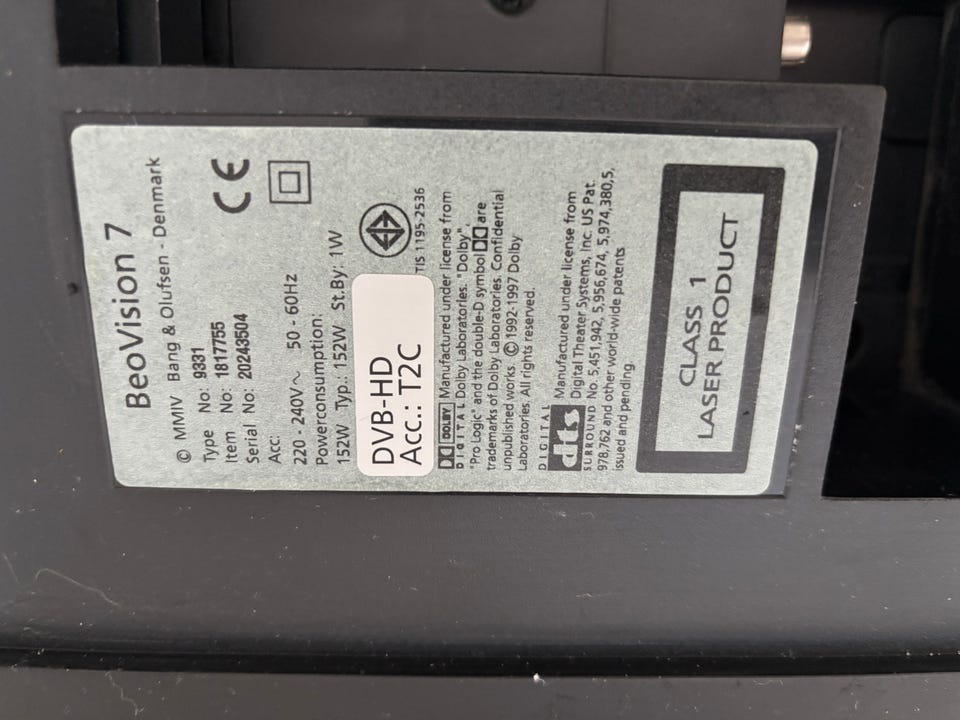 BeoVision 7
© MMIV Bang & Olufsen - Denmark
Type No: 9331
Item No: 1817755
Serial No: 20243504
Acc:
CE
220 - 240V~ 50 - 60Hz
Powerconsumption:
152W Typ.: 152W St.By: 1W
TIS 1195-2536
DVB-HD
Acc.: T2C
DOLBY
DIGITAL
Manufactured under license from
Dolby Laboratories. "Dolby",
"Pro Logic" and the double-D symbol are
trademarks of Dolby Laboratories. Confidential
unpublished works. © 1992-1997 Dolby
Laboratories. All rights reserved.
DIGITAL
dts
SURROUND
Manufactured under license from
Digital Theater Systems, Inc. US Pat.
No. 5,451,942, 5,956,674, 5,974,380,5,
978,762 and other world-wide patents
issued and pending.
CLASS 1
LASER PRODUCT